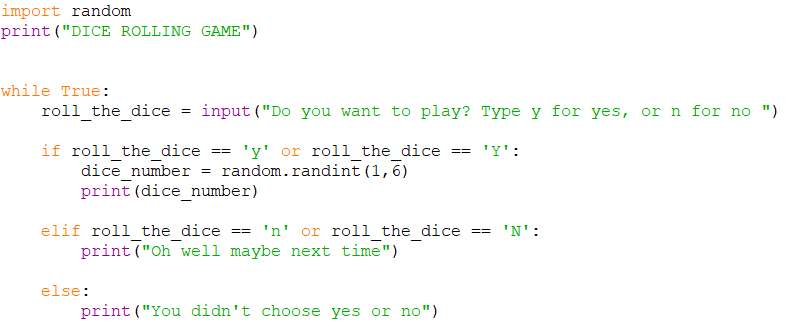 import random
print("DICE ROLLING GAME")
while True:
    roll_the_dice = input("Do you want to play? Type y for yes, or n for no ")
    if roll_the_dice == 'y' or roll_the_dice == 'Y':
        dice_number = random.randint(1,6)
        print(dice_number)
    elif roll_the_dice == 'n' or roll_the_dice == 'N':
        print("Oh well maybe next time")
    else:
        print("You didn't choose yes or no")